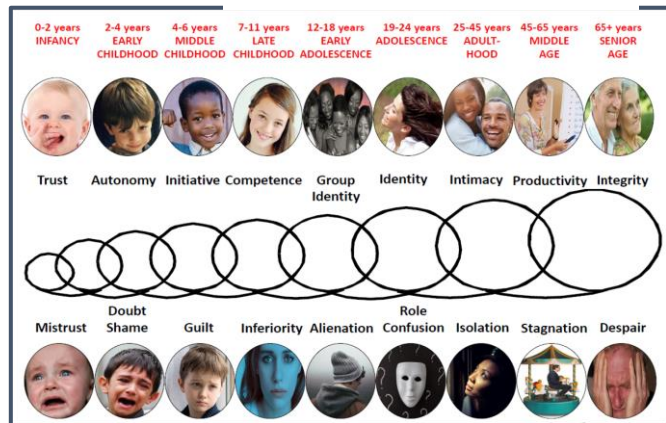 0-2 years
INFANCY
2-4 years
EARLY
CHILDHOOD
4-6 years
MIDDLE
CHILDHOOD
7-11 years
LATE
CHILDHOOD
12-18 years
EARLY
ADOLESCENCE
19-24 years
ADOLESCENCE
25-45 years
ADULT-
HOOD
45-65 years
MIDDLE
AGE
65+ years
SENIOR
AGE
Trust
Autonomy
Initiative
Competence
Group
Identity
Identity
Intimacy
Productivity
Integrity
Mistrust
Doubt
Shame
Guilt
Inferiority
Alienation
Role
Confusion
Isolation
Stagnation
Despair